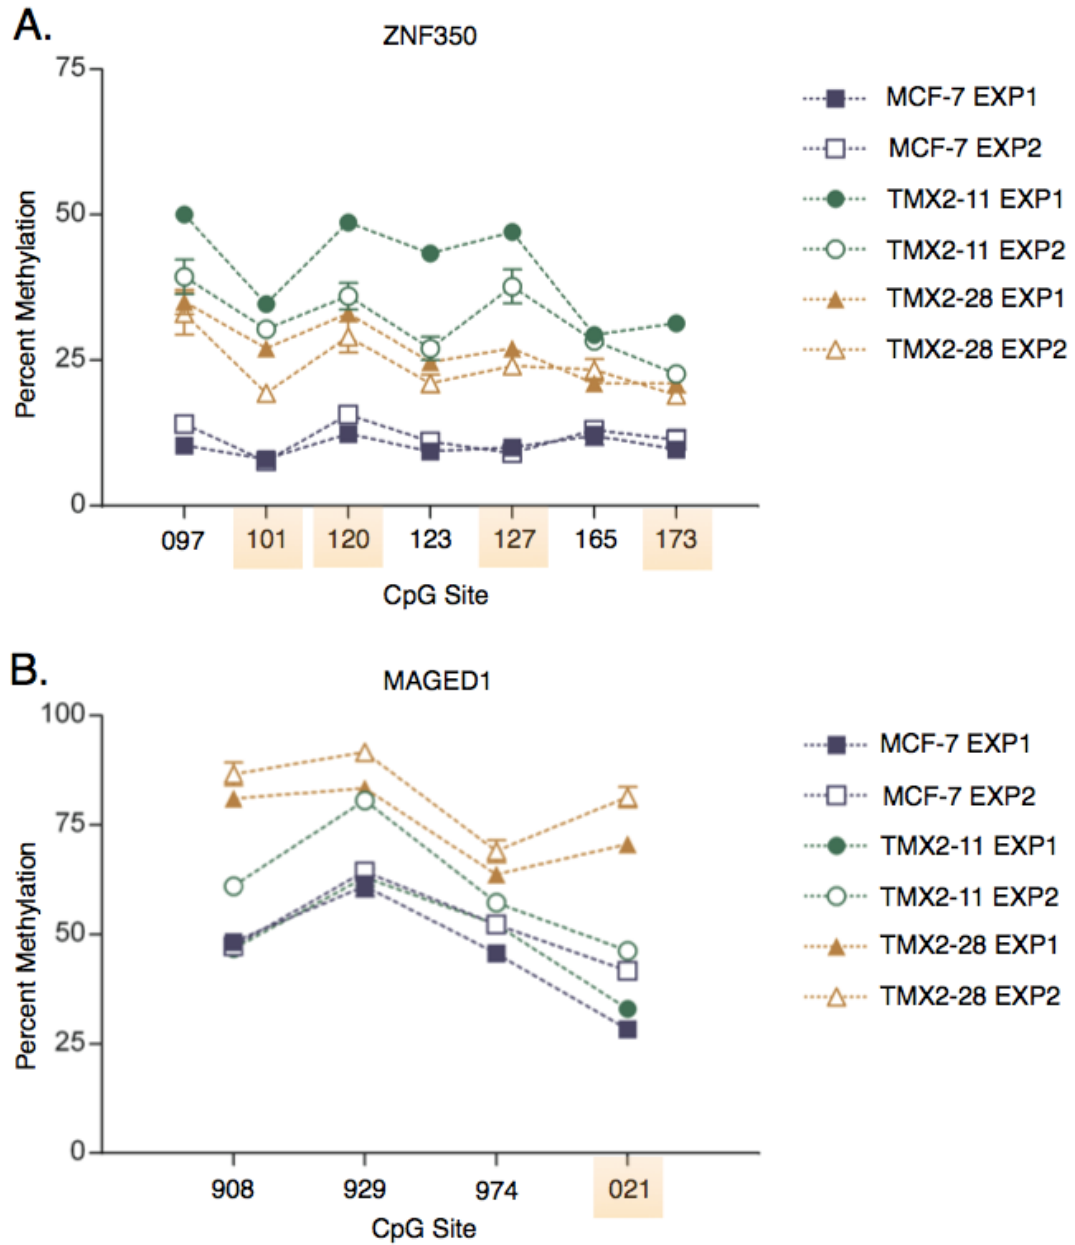 A.
ZNF350
75
50
25
0
Percent Methylation
097 101 120 123 127 165 173
CpG Site
MCF-7 EXP1
MCF-7 EXP2
TMX2-11 EXP1
TMX2-11 EXP2
TMX2-28 EXP1
TMX2-28 EXP2
B.
MAGED1
100
75
50
25
0
Percent Methylation
908 929 974 021
CpG Site
MCF-7 EXP1
MCF-7 EXP2
TMX2-11 EXP1
TMX2-11 EXP2
TMX2-28 EXP1
TMX2-28 EXP2